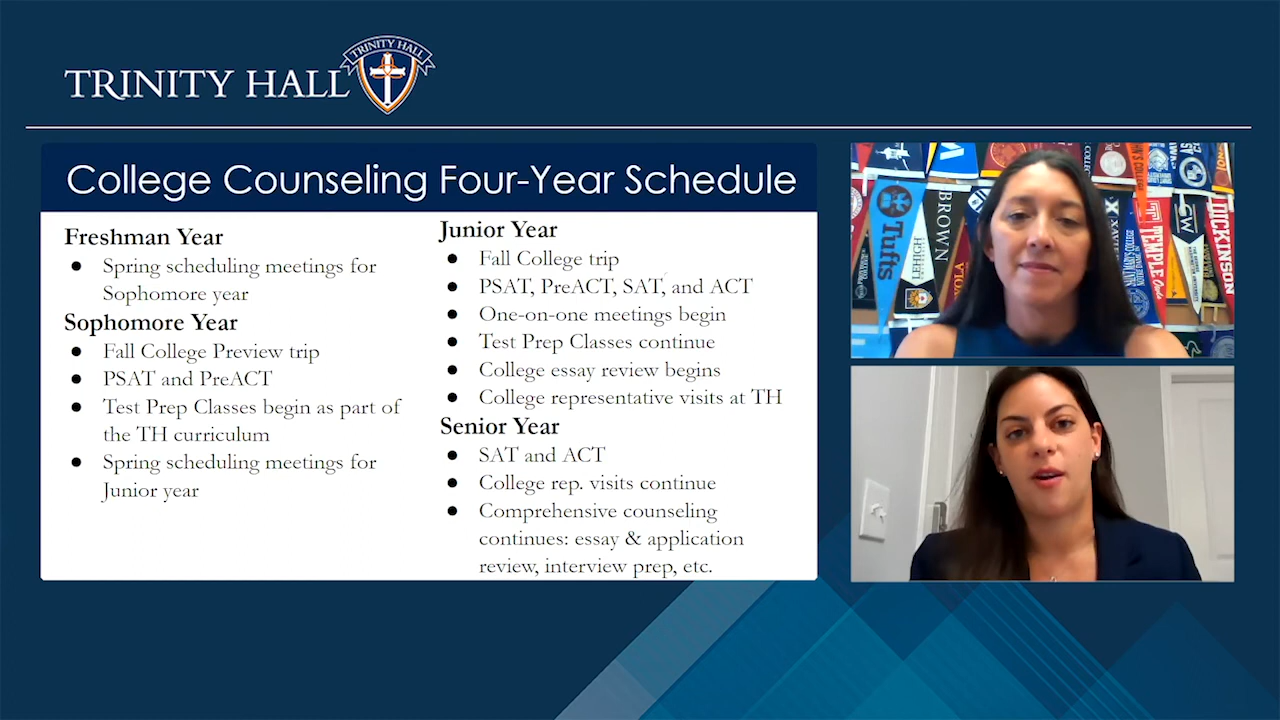 TRINITY HALL
TRINITY HALL
College Counseling Four-Year Schedule
Freshman Year
● Spring scheduling meetings for
Sophomore year
Sophomore Year
● Fall College Preview trip
● PSAT and PreACT
● Test Prep Classes begin as part of
the TH curriculum
● Spring scheduling meetings for
Junior year
Junior Year
● Fall College trip
● PSAT, PreACT, SAT, and ACT
● One-on-one meetings begin
● Test Prep Classes continue
● College essay review begins
● College representative visits at TH
Senior Year
● SAT and ACT
● College rep. visits continue
● Comprehensive counseling
continues: essay & application
review, interview prep, etc.
Tufts
LEHIGH
BROWN
TEMPLE
Owls
GW
DICKINSON